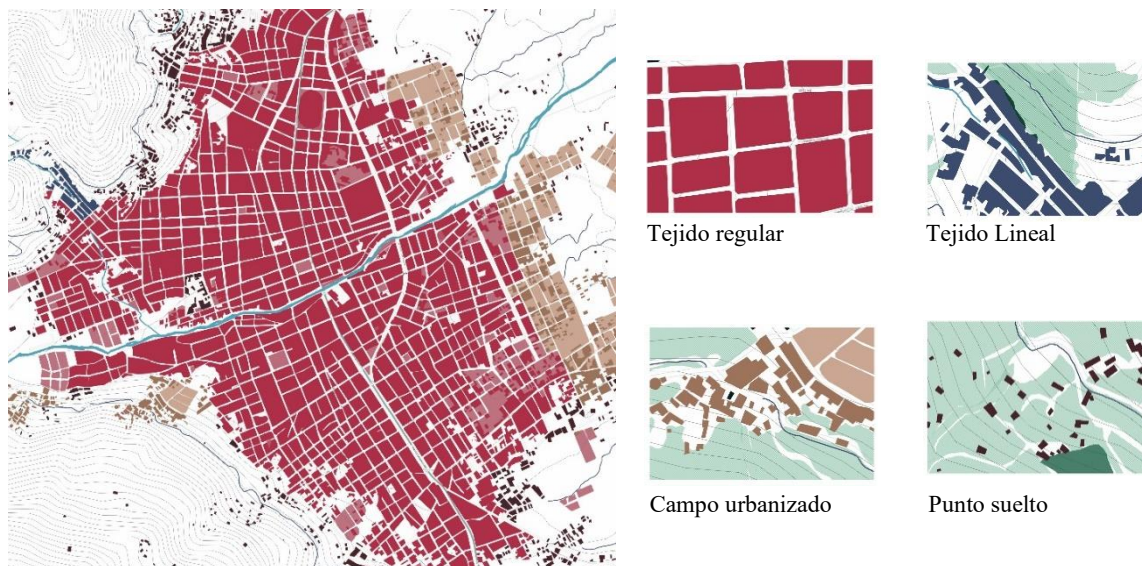 Tejido regular
Tejido Lineal
Campo urbanizado
Punto suelto